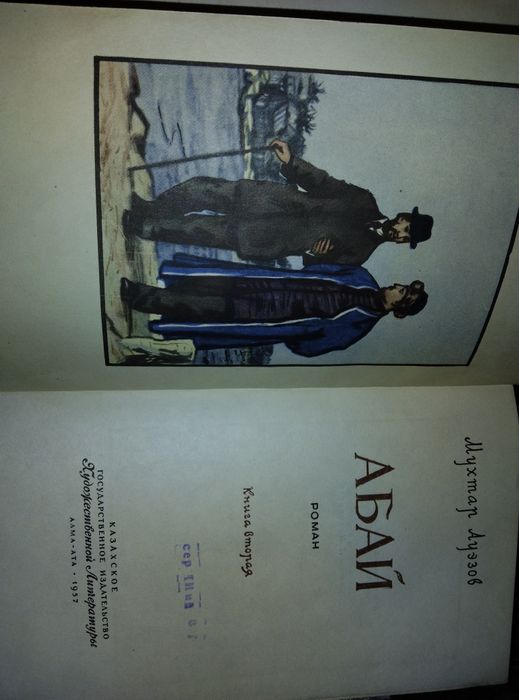 Мухтар Ауэзов
АБАЙ
РОМАН
Книга вторая
КАЗАХСКОЕ
ГОСУДАРСТВЕННОЕ ИЗДАТЕЛЬСТВО
Художественной Литературы
АЛМА-АТА • 1957